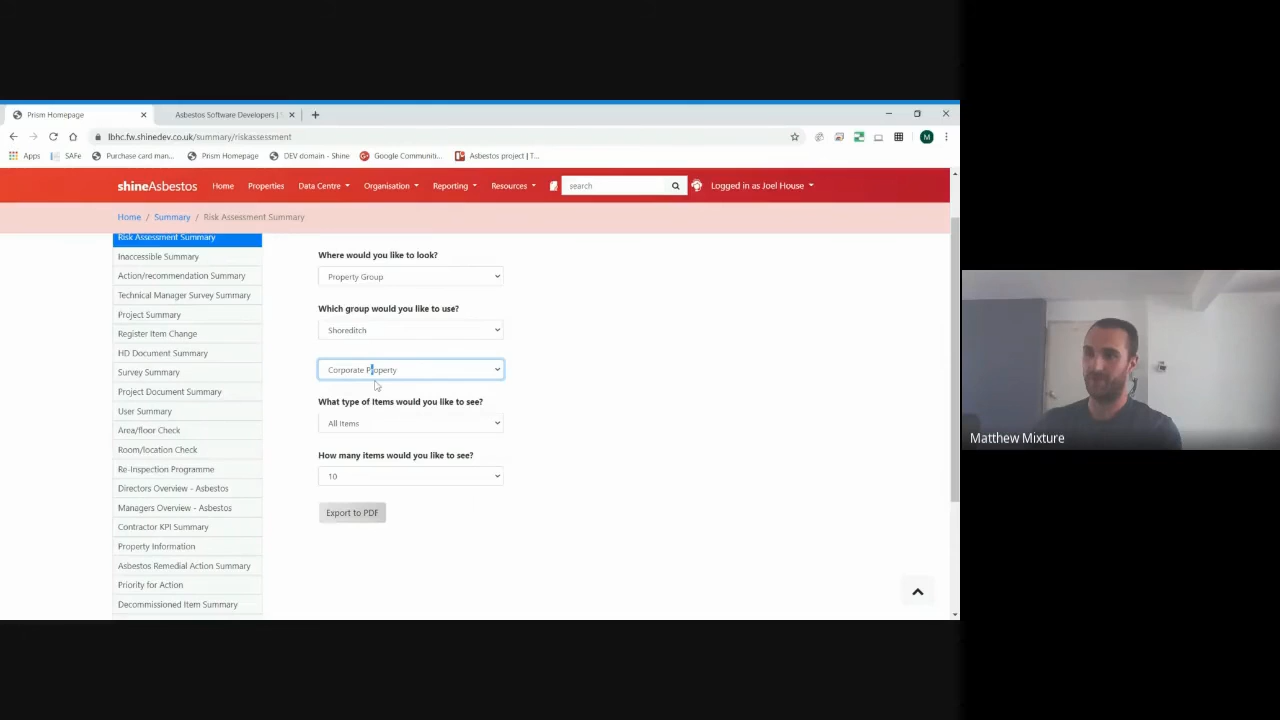 Prism Homepage
Asbestos Software Developers |
lbhc.fw.shinedev.co.uk/summary/riskassessment
M
Apps
SAFe
Purchase card man...
Prism Homepage
DEV domain - Shine
Google Communiti...
Asbestos project | T...
shineAsbestos
Home
Properties
Data Centre
Organisation
Reporting
Resources
search
Logged in as Joel House
Home / Summary / Risk Assessment Summary
Risk Assessment Summary
Inaccessible Summary
Action/recommendation Summary
Technical Manager Survey Summary
Project Summary
Register Item Change
HD Document Summary
Survey Summary
Project Document Summary
User Summary
Area/floor Check
Room/location Check
Re-Inspection Programme
Directors Overview - Asbestos
Managers Overview - Asbestos
Contractor KPI Summary
Property Information
Asbestos Remedial Action Summary
Priority for Action
Decommissioned Item Summary
Where would you like to look?
Property Group
Which group would you like to use?
Shoreditch
Corporate Property
What type of Items would you like to see?
All Items
How many items would you like to see?
10
Export to PDF
Matthew Mixture